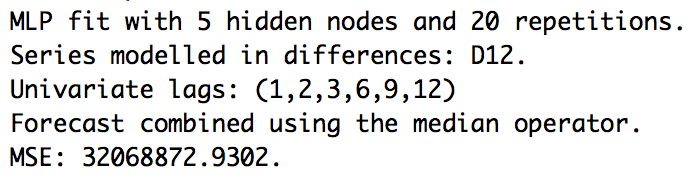 MLP fit with 5 hidden nodes and 20 repetitions.
Series modelled in differences: D12.
Univariate lags: (1,2,3,6,9,12)
Forecast combined using the median operator.
MSE: 32068872.9302.